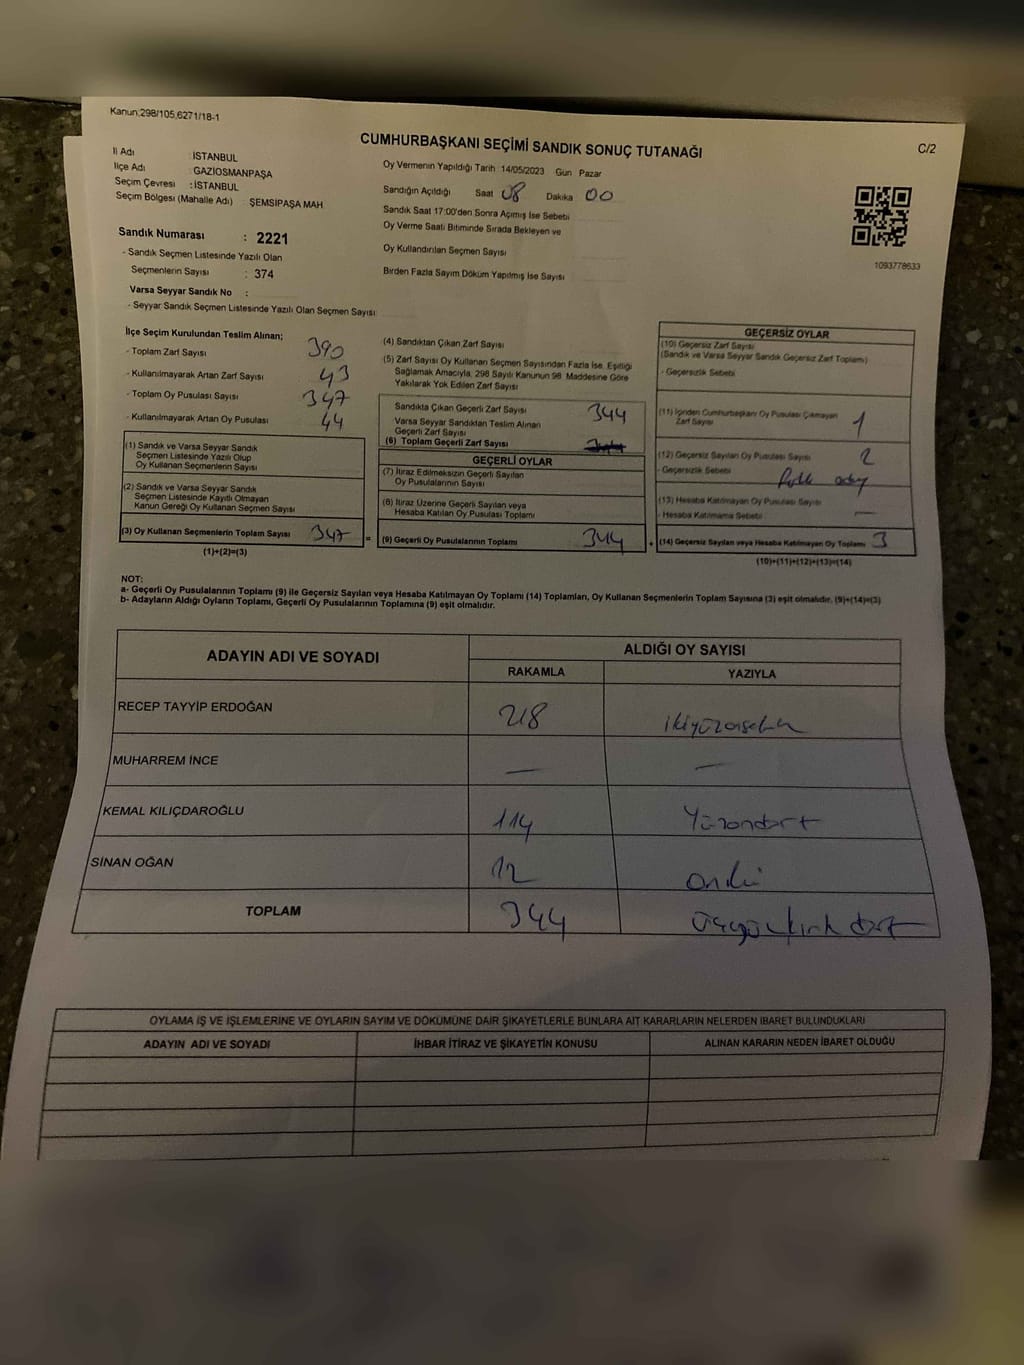 Kanun;298/105,6271/18-1
CUMHURBAŞKANI SEÇİMİ SANDIK SONUÇ TUTANAĞI
C/2
İl Adı : İSTANBUL
İlçe Adı : GAZİOSMANPAŞA
Seçim Çevresi : İSTANBUL
Seçim Bölgesi (Mahalle Adı) : ŞEMSİPAŞA MAH
Sandık Numarası : 2221
- Sandık Seçmen Listesinde Yazılı Olan
Seçmenlerin Sayısı : 374
Varsa Seyyar Sandık No :
- Seyyar Sandık Seçmen Listesinde Yazılı Olan Seçmen Sayısı:
Oy Vermenin Yapıldığı Tarih 14/05/2023 Gün Pazar
Sandığın Açıldığı Saat 08 Dakika 00
Sandık Saat 17:00'den Sonra Açımış İse Sebebi
Oy Verme Saati Bitiminde Sırada Bekleyen ve
Oy Kullandırılan Seçmen Sayısı
Birden Fazla Sayım Döküm Yapılmış İse Sayısı
1093778633
İlçe Seçim Kurulundan Teslim Alınan;
- Toplam Zarf Sayısı 390
- Kullanılmayarak Artan Zarf Sayısı 43
- Toplam Oy Pusulası Sayısı 347
- Kullanılmayarak Artan Oy Pusulası 44
(1) Sandık ve Varsa Seyyar Sandık
Seçmen Listesinde Yazılı Olup
Oy Kullanan Seçmenlerin Sayısı
(2) Sandık ve Varsa Seyyar Sandık
Seçmen Listesinde Kayıtlı Olmayan
Kanun Gereği Oy Kullanan Seçmen Sayısı
(3) Oy Kullanan Seçmenlerin Toplam Sayısı 347
(1)+(2)=(3)
=
(4) Sandıktan Çıkan Zarf Sayısı
(5) Zarf Sayısı Oy Kullanan Seçmen Sayısından Fazla İse, Eşitliği
Sağlamak Amacıyla, 298 Sayılı Kanunun 98. Maddesine Göre
Yakılarak Yok Edilen Zarf Sayısı
Sandıkta Çıkan Geçerli Zarf Sayısı 344
Varsa Seyyar Sandıktan Teslim Alınan
Geçerli Zarf Sayısı
(6) Toplam Geçerli Zarf Sayısı
GEÇERLİ OYLAR
(7) İtiraz Edilmeksizin Geçerli Sayılan
Oy Pusulalarının Sayısı
(8) İtiraz Üzerine Geçerli Sayılan veya
Hesaba Katılan Oy Pusulası Toplamı
(9) Geçerli Oy Pusulalarının Toplamı 344
+
GEÇERSİZ OYLAR
(10) Geçersiz Zarf Sayısı
(Sandık ve Varsa Seyyar Sandık Geçersiz Zarf Toplamı)
- Geçersizlik Sebebi
(11) İçinden Cumhurbaşkanı Oy Pusulası Çıkmayan
Zarf Sayısı 1
(12) Geçersiz Sayılan Oy Pusulası Sayısı 2
- Geçersizlik Sebebi
(13) Hesaba Katılmayan Oy Pusulası Sayısı
- Hesaba Katılmama Sebebi —
(14) Geçersiz Sayılan veya Hesaba Katılmayan Oy Toplamı 3
(10)+(11)+(12)+(13)=(14)
NOT:
a- Geçerli Oy Pusulalarının Toplamı (9) ile Geçersiz Sayılan veya Hesaba Katılmayan Oy Toplamı (14) Toplamları, Oy Kullanan Seçmenlerin Toplam Sayısına (3) eşit olmalıdır. (9)+(14)=(3)
b- Adayların Aldığı Oyların Toplamı, Geçerli Oy Pusulalarının Toplamına (9) eşit olmalıdır.
ADAYIN ADI VE SOYADI
ALDIĞI OY SAYISI
RAKAMLA YAZIYLA
RECEP TAYYİP ERDOĞAN 218 ikiyüzonsekiz
MUHARREM İNCE — —
KEMAL KILIÇDAROĞLU 114 Yüzondört
SİNAN OĞAN 12 oniki
TOPLAM 344 üçyüzkırkdört
OYLAMA İŞ VE İŞLEMLERİNE VE OYLARIN SAYIM VE DÖKÜMÜNE DAİR ŞİKAYETLERLE BUNLARA AİT KARARLARIN NELERDEN İBARET BULUNDUKLARI
ADAYIN ADI VE SOYADI İHBAR İTİRAZ VE ŞİKAYETİN KONUSU ALINAN KARARIN NEDEN İBARET OLDUĞU